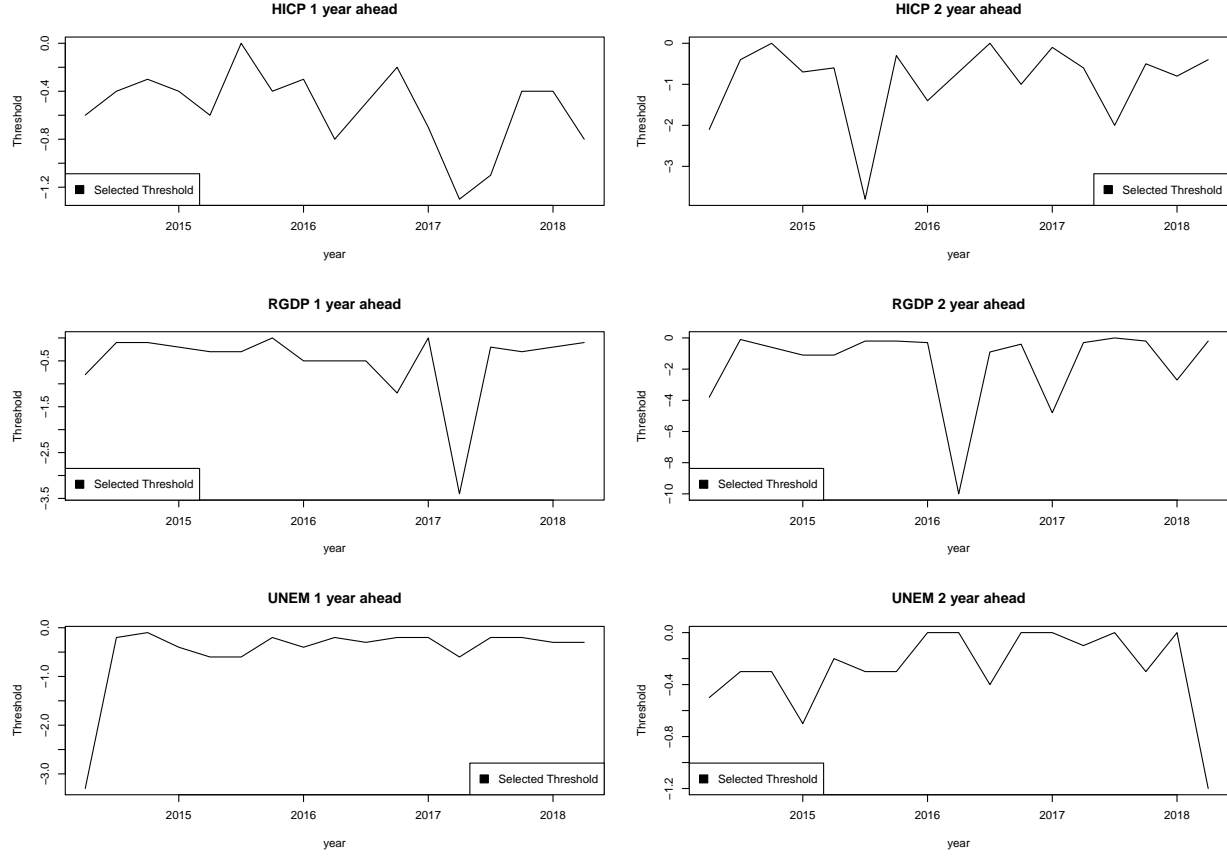 HICP 1 year ahead
Threshold
0.0
−0.4
−0.8
−1.2
Selected Threshold
2015 2016 2017 2018
year
HICP 2 year ahead
Threshold
0
−1
−2
−3
Selected Threshold
2015 2016 2017 2018
year
RGDP 1 year ahead
Threshold
−0.5
−1.5
−2.5
−3.5
Selected Threshold
2015 2016 2017 2018
year
RGDP 2 year ahead
Threshold
0
−2
−4
−6
−8
−10
Selected Threshold
2015 2016 2017 2018
year
UNEM 1 year ahead
Threshold
0.0
−1.0
−2.0
−3.0
Selected Threshold
2015 2016 2017 2018
year
UNEM 2 year ahead
Threshold
0.0
−0.4
−0.8
−1.2
Selected Threshold
2015 2016 2017 2018
year